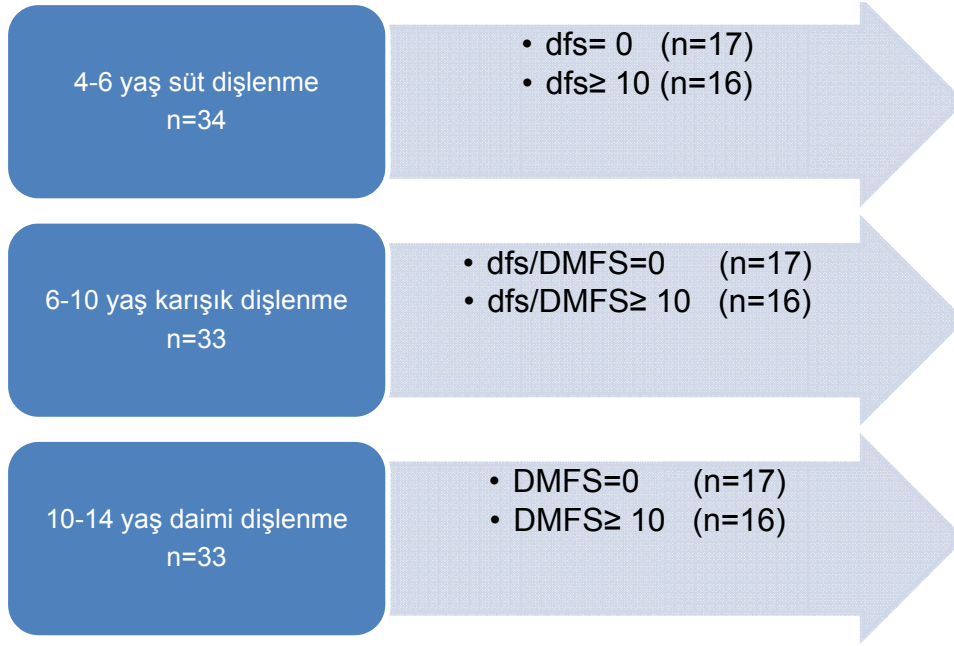 4-6 yaş süt dişlenme
n=34
• dfs= 0 (n=17)
• dfs≥ 10 (n=16)
6-10 yaş karışık dişlenme
n=33
• dfs/DMFS=0 (n=17)
• dfs/DMFS≥ 10 (n=16)
10-14 yaş daimi dişlenme
n=33
• DMFS=0 (n=17)
• DMFS≥ 10 (n=16)